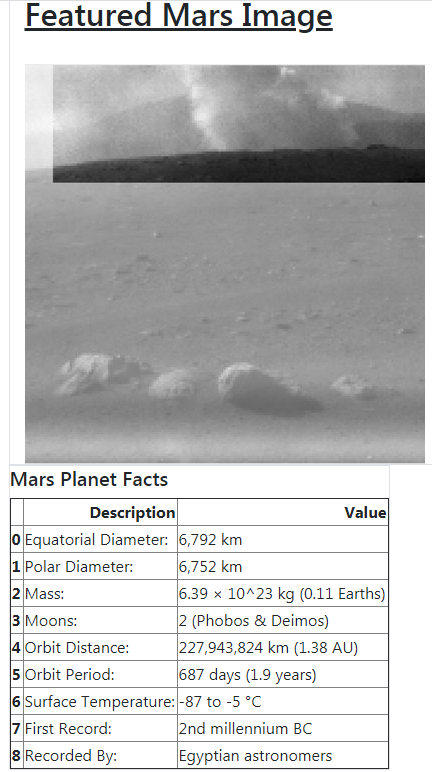 Featured Mars Image
Mars Planet Facts
Description Value
0 Equatorial Diameter: 6,792 km
1 Polar Diameter: 6,752 km
2 Mass: 6.39 × 10^23 kg (0.11 Earths)
3 Moons: 2 (Phobos & Deimos)
4 Orbit Distance: 227,943,824 km (1.38 AU)
5 Orbit Period: 687 days (1.9 years)
6 Surface Temperature: -87 to -5 °C
7 First Record: 2nd millennium BC
8 Recorded By: Egyptian astronomers